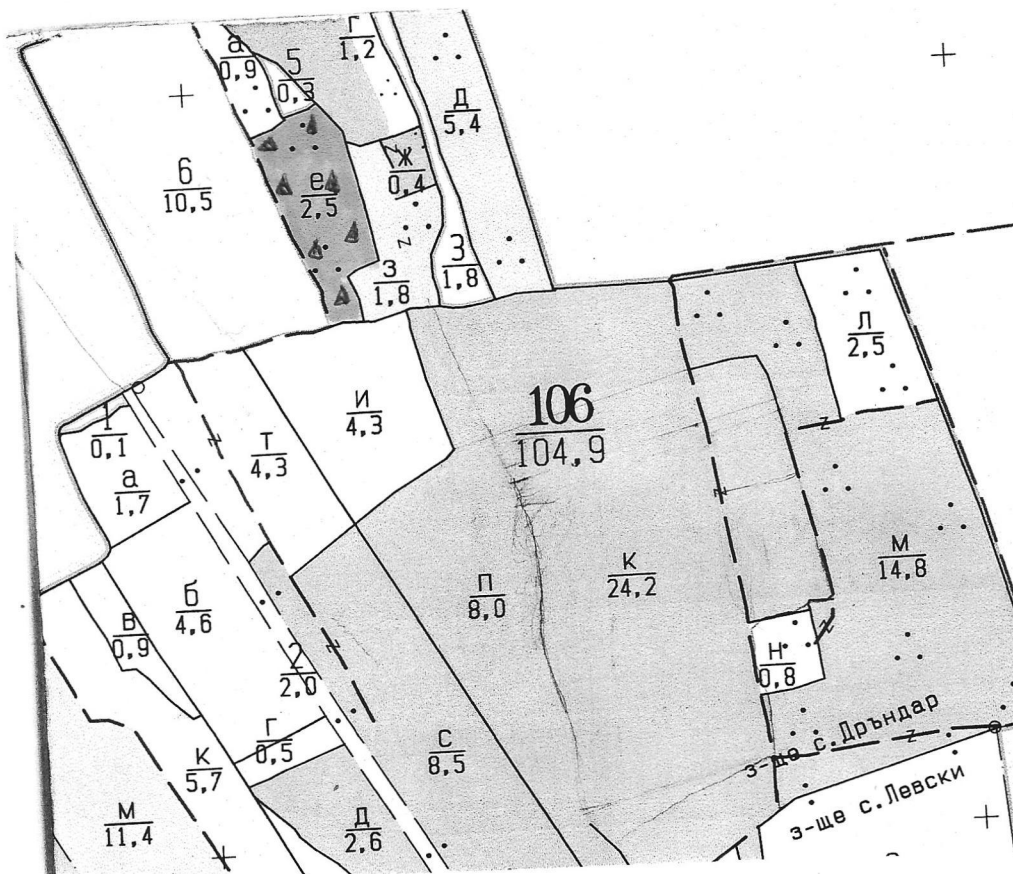 а
0,9
5
0,3
Г
1,2
Д
5,4
6
10,5
е
2,5
Ж
0,4
З
1,8
3
1,8
Л
2,5
1
0,1
а
1,7
Т
4,3
И
4,3
106
104,9
в
0,9
б
4,6
П
8,0
К
24,2
М
14,8
2
2,0
Н
0,8
Г
0,5
К
5,7
С
8,5
М
11,4
Д
2,6
з-ще с.Дръндар
з-ще с.Левски